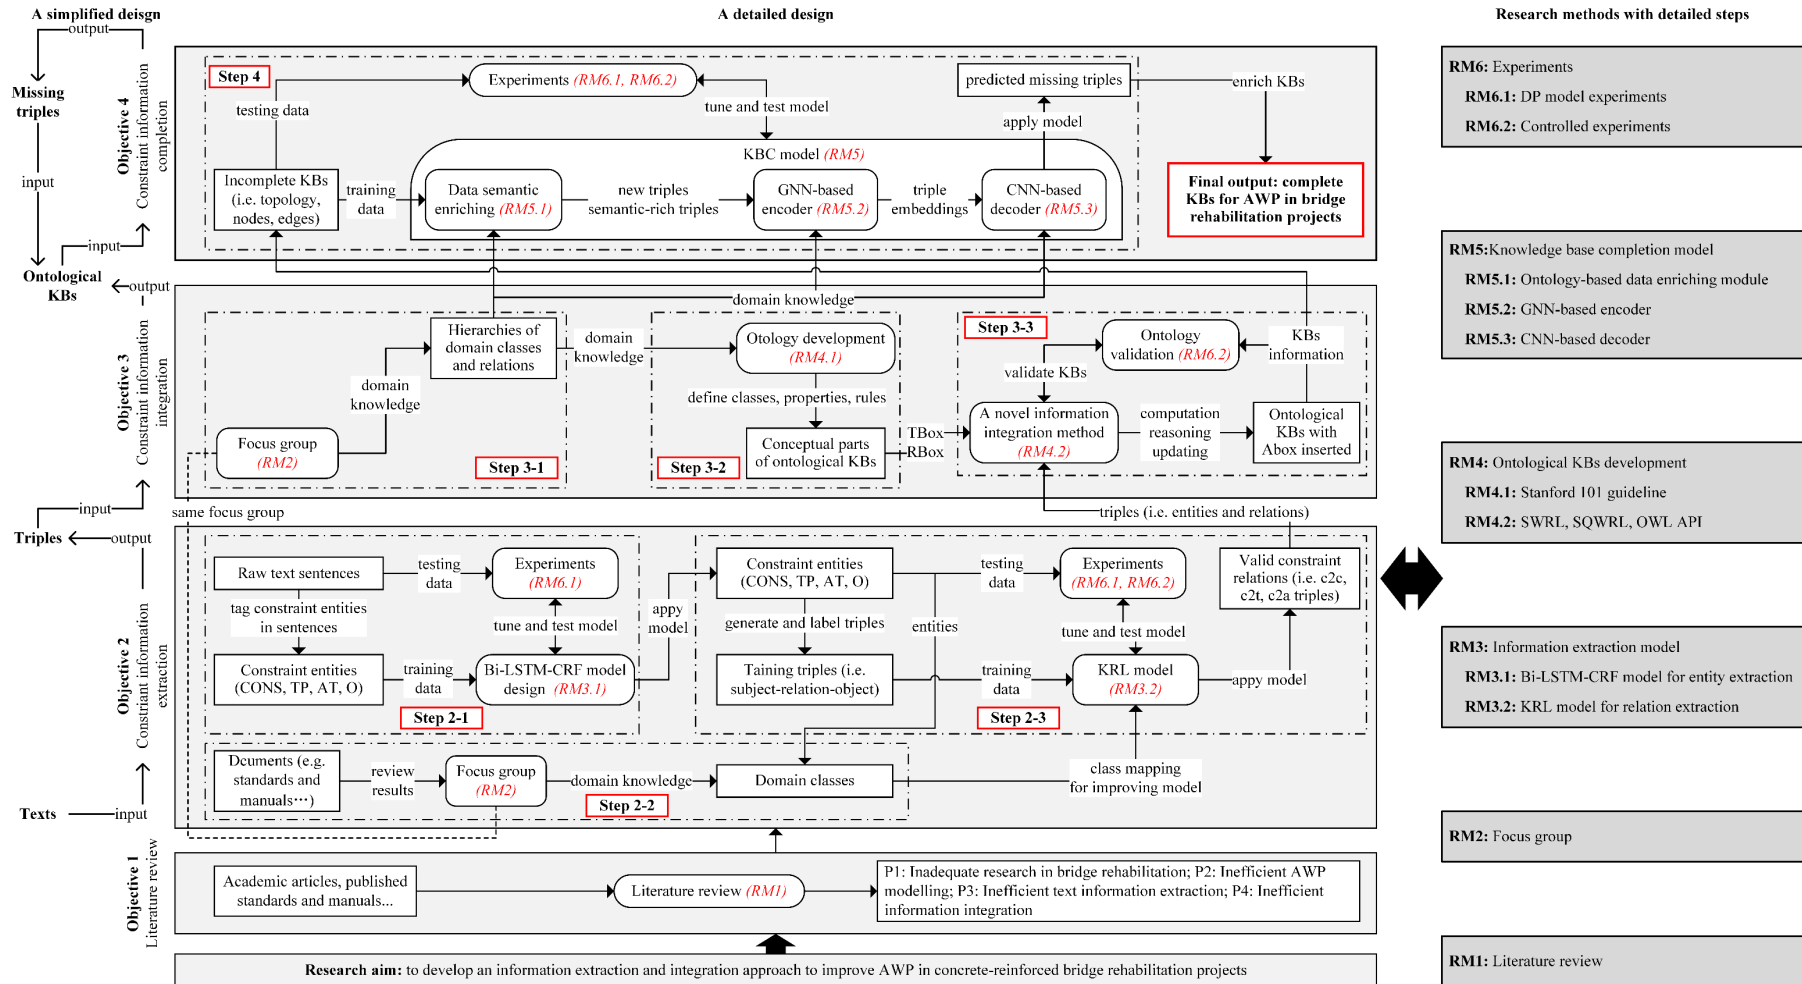 A simplified deisgn
A detailed design
Research methods with detailed steps
output
Missing
triples
input
input
Ontological
KBs
output
input
Triples
output
Texts
input
Objective 4
Constraint information
completion
Step 4
Experiments (RM6.1, RM6.2)
predicted missing triples
enrich KBs
testing data
tune and test model
apply model
KBC model (RM5)
Incomplete KBs
(i.e. topology,
nodes, edges)
training
data
Data semantic
enriching (RM5.1)
new triples
semantic-rich triples
GNN-based
encoder (RM5.2)
triple
embeddings
CNN-based
decoder (RM5.3)
Final output: complete
KBs for AWP in bridge
rehabilitation projects
Objective 3
Constraint information
integration
domain knowledge
Hierarchies of
domain classes
and relations
domain
knowledge
domain
knowledge
Focus group
(RM2)
Step 3-1
Otology development
(RM4.1)
define classes, properties, rules
Conceptual parts
of ontological KBs
Step 3-2
TBox
RBox
Step 3-3
Ontology
validation (RM6.2)
KBs
information
validate KBs
A novel information
integration method
(RM4.2)
computation
reasoning
updating
Ontological
KBs with
Abox inserted
same focus group
triples (i.e. entities and relations)
Objective 2
Constriant information
extraction
Raw text sentences
testing
data
Experiments
(RM6.1)
tag constraint entities
in sentences
tune and test model
Constraint entities
(CONS, TP, AT, O)
training
data
Bi-LSTM-CRF model
design (RM3.1)
Step 2-1
appy
model
Constraint entities
(CONS, TP, AT, O)
testing
data
Experiments
(RM6.1, RM6.2)
Valid constraint
relations (i.e. c2c,
c2t, c2a triples)
generate and label triples
entities
tune and test model
Taining triples (i.e.
subject-relation-object)
training
data
KRL model
(RM3.2)
appy model
Step 2-3
Dcuments (e.g.
standards and
manuals···)
review
results
Focus group
(RM2)
domain knowledge
Step 2-2
Domain classes
class mapping
for improving model
Objective 1
Literature review
Academic articles, published
standards and manuals...
Literature review (RM1)
P1: Inadequate research in bridge rehabilitation; P2: Inefficient AWP
modelling; P3: Inefficient text information extraction; P4: Inefficient
information integration
Research aim: to develop an information extraction and integration approach to improve AWP in concrete-reinforced bridge rehabilitation projects
RM6: Experiments
RM6.1: DP model experiments
RM6.2: Controlled experiments
RM5:Knowledge base completion model
RM5.1: Ontology-based data enriching module
RM5.2: GNN-based encoder
RM5.3: CNN-based decoder
RM4: Ontological KBs development
RM4.1: Stanford 101 guideline
RM4.2: SWRL, SQWRL, OWL API
RM3: Information extraction model
RM3.1: Bi-LSTM-CRF model for entity extraction
RM3.2: KRL model for relation extraction
RM2: Focus group
RM1: Literature review